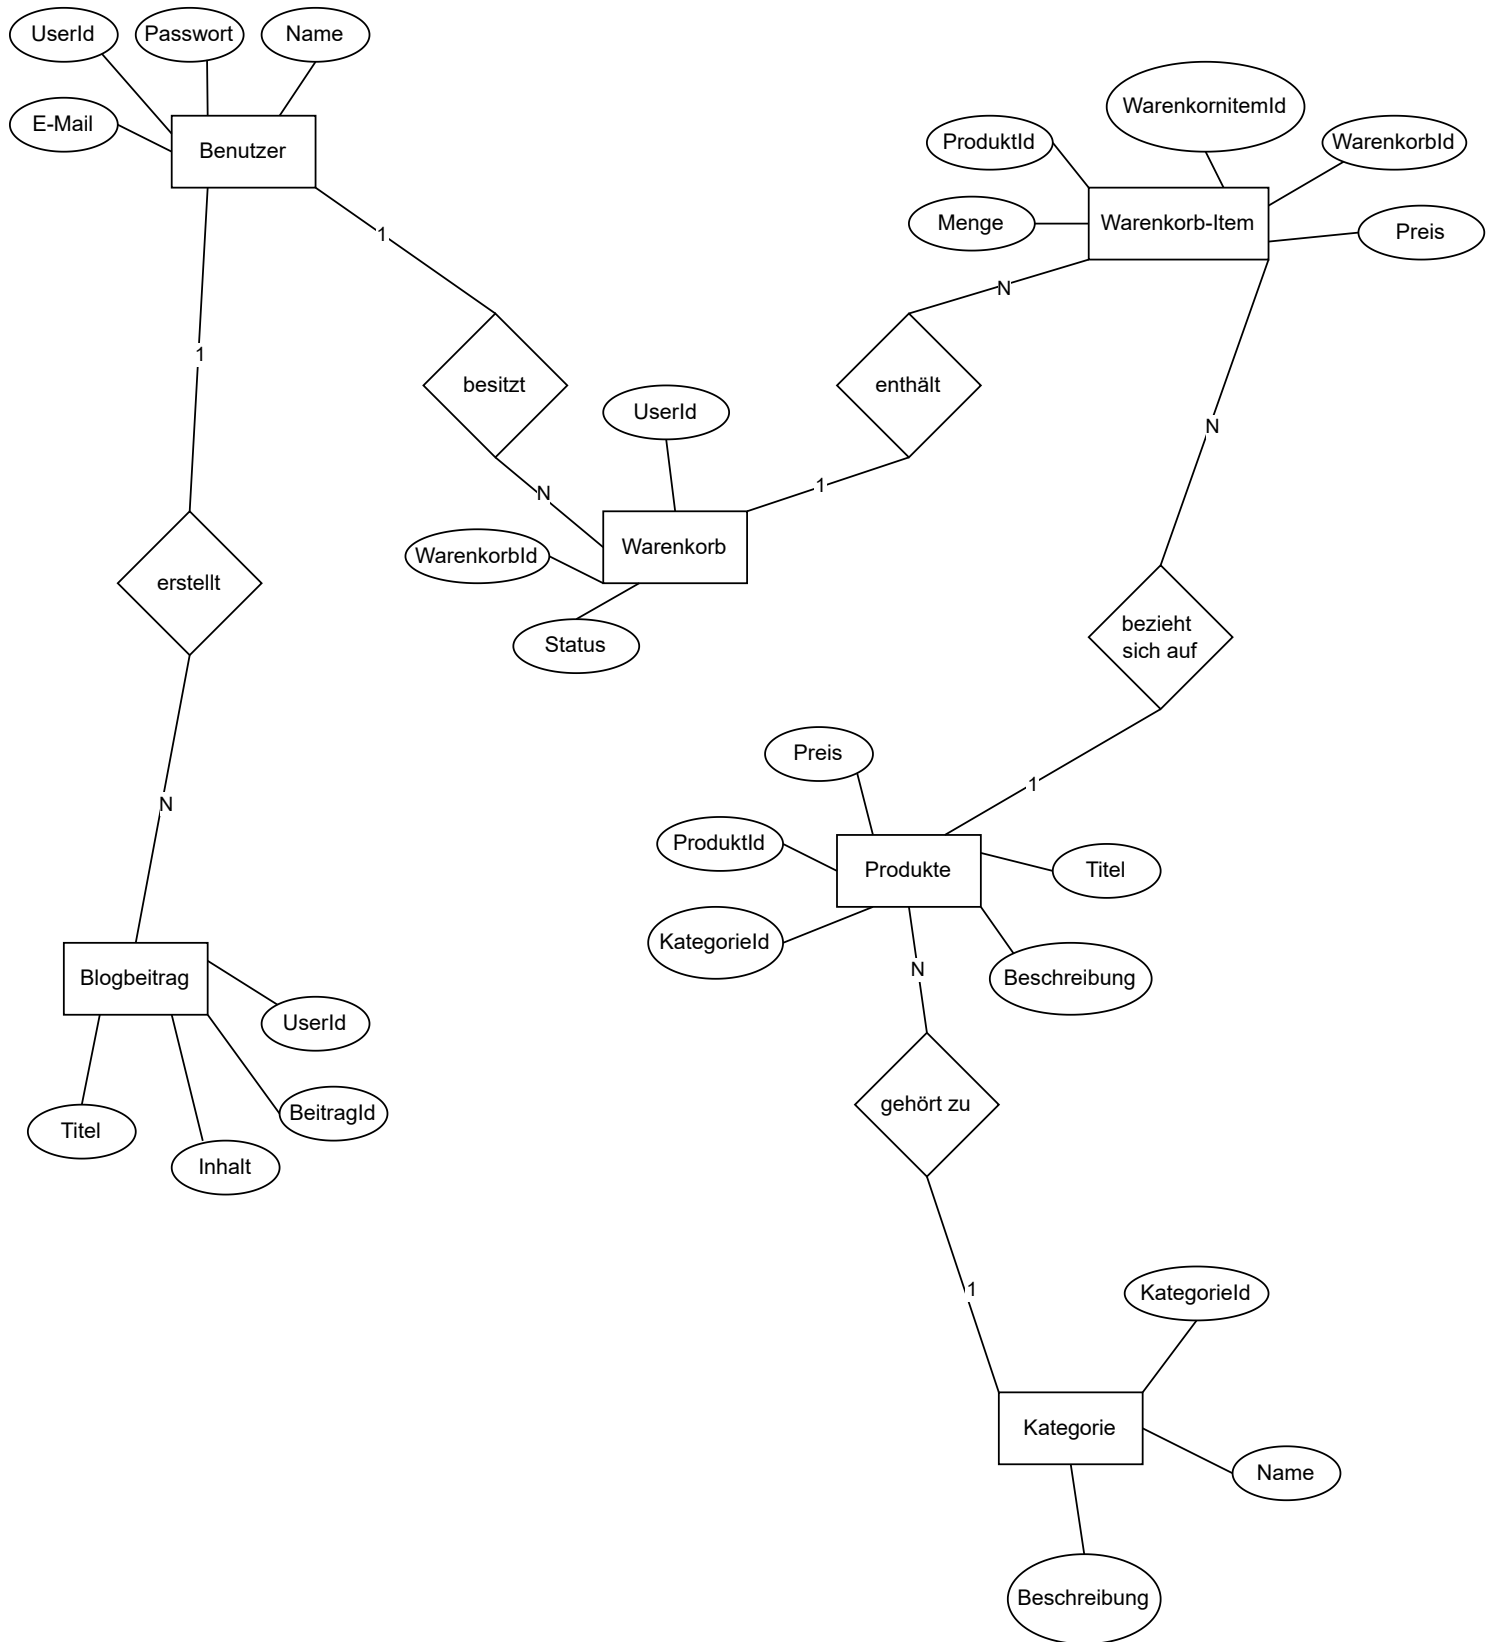 UserId
Passwort
Name
E-Mail
Benutzer
WarenkornitemId
ProduktId
WarenkorbId
Menge
Warenkorb-Item
Preis
1
N
1
besitzt
enthält
UserId
N
N
1
WarenkorbId
Warenkorb
Status
erstellt
bezieht
sich auf
Preis
1
N
ProduktId
Produkte
Titel
KategorieId
N
Beschreibung
Blogbeitrag
UserId
BeitragId
Titel
Inhalt
gehört zu
1
KategorieId
Kategorie
Name
Beschreibung